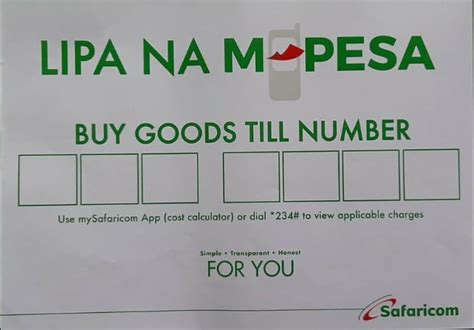 LIPA NA M-PESA
BUY GOODS TILL NUMBER
Use mySafaricom App (cost calculator) or dial *234# to view applicable charges
Simple • Transparent • Honest
FOR YOU
Safaricom